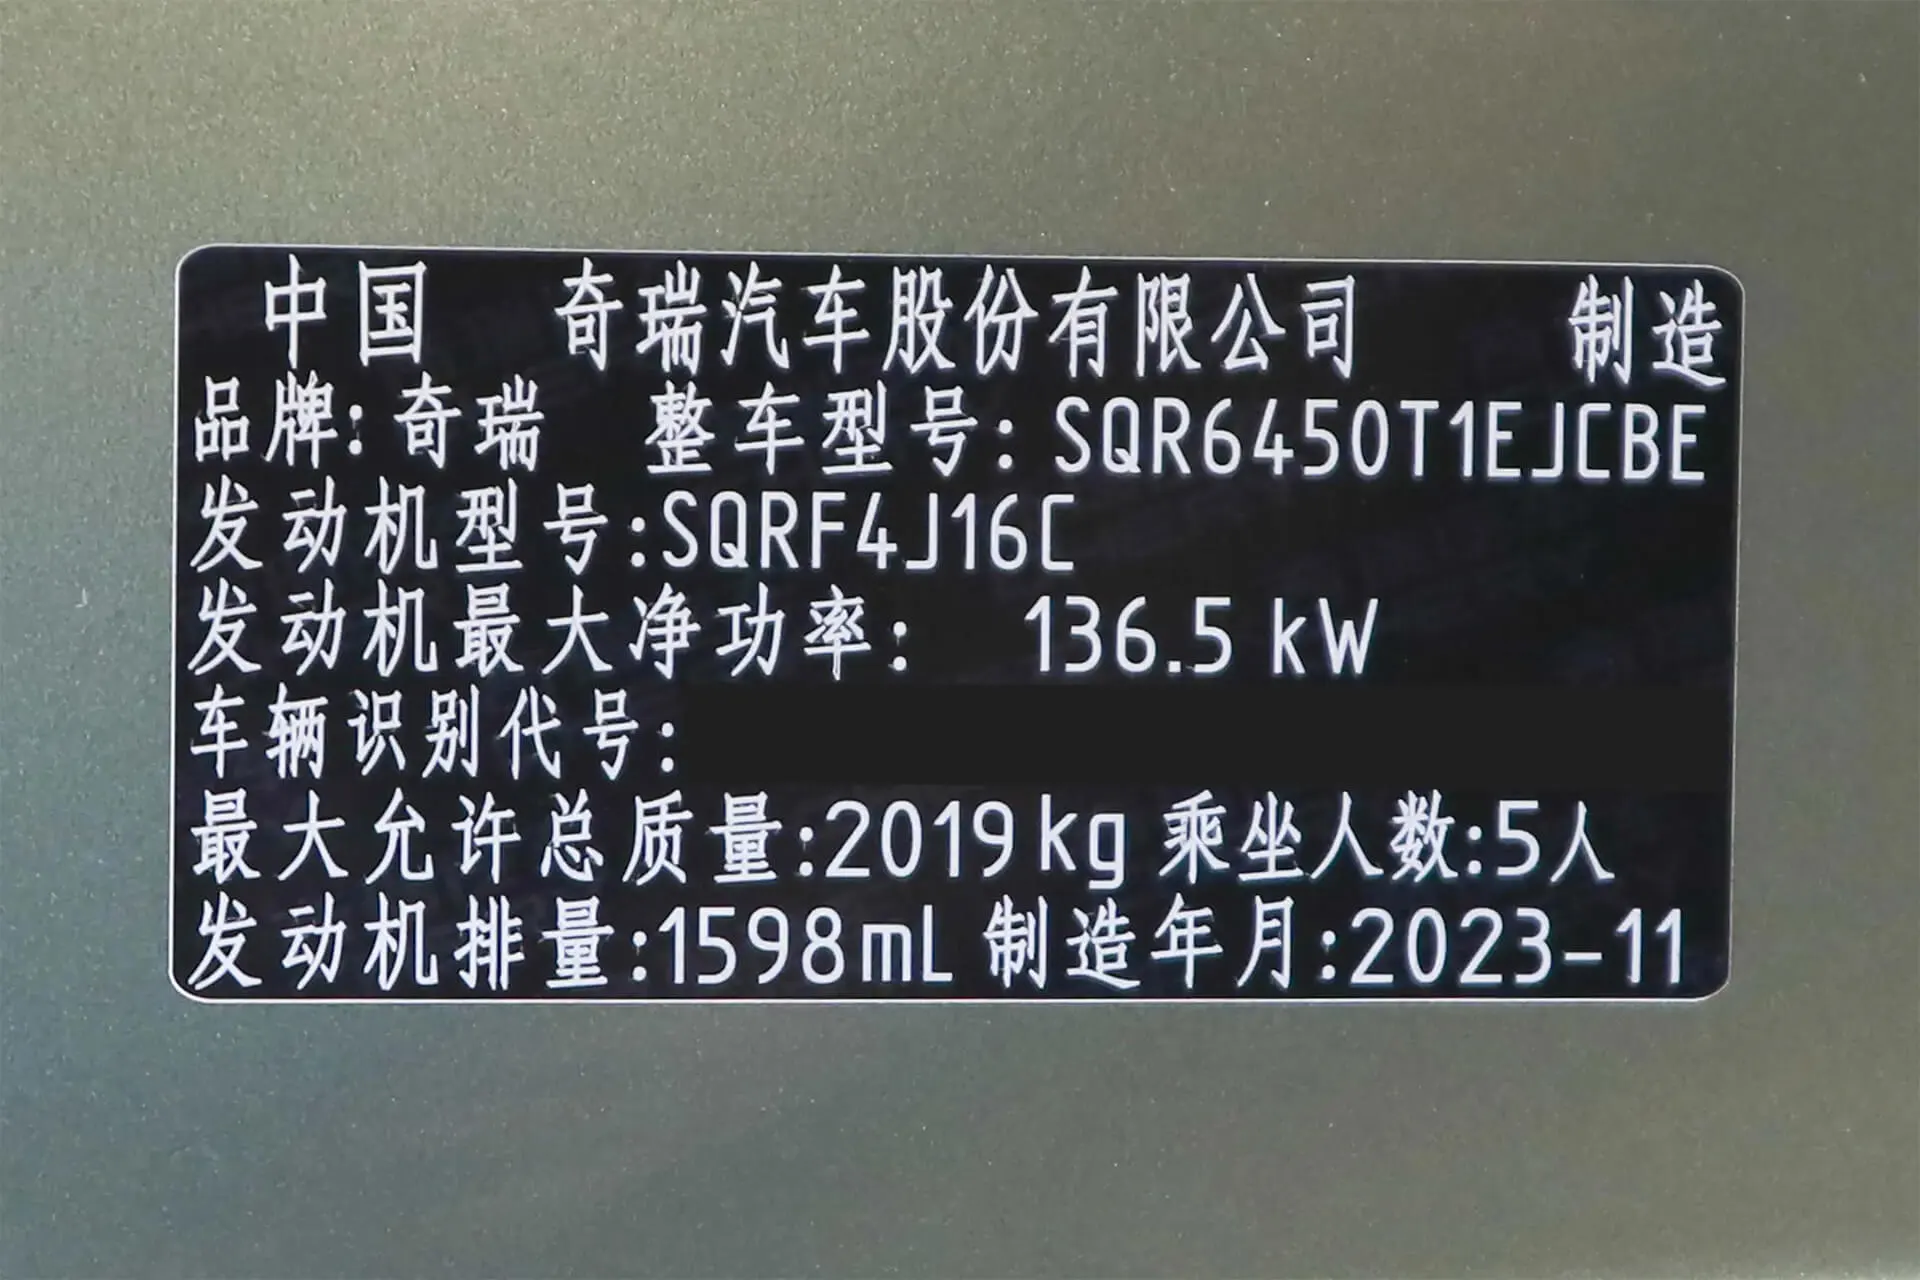 中国 奇瑞汽车股份有限公司 制造
品牌:奇瑞 整车型号:SQR6450T1EJCBE
发动机型号:SQRF4J16C
发动机最大净功率: 136.5 kW
车辆识别代号:
最大允许总质量:2019kg 乘坐人数:5人
发动机排量:1598mL 制造年月:2023-11